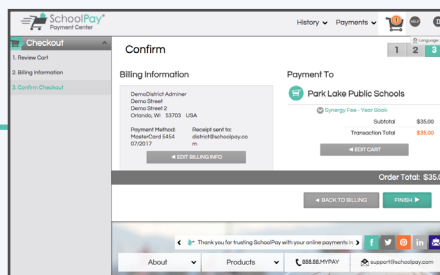 SchoolPay®
Payment Center
History Payments HELP
Checkout
Language
Confirm
1 2 3
1. Review Cart
2. Billing Information
3. Confirm Checkout
Billing Information
Payment To
DemoDistrict Adminer
Demo Street
Demo Street 2
Orlando, WI 53703 USA
Park Lake Public Schools
Synergy Fee - Year Book
Subtotal $35.00
Transaction Total $35.00
Payment Method: Receipt sent to:
MasterCard 5454 district@schoolpay.co
07/2017 m
EDIT BILLING INFO
EDIT CART
Order Total: $35.0
BACK TO BILLING FINISH
Thank you for trusting SchoolPay with your online payments in
About Products 888.88.MYPAY support@schoolpay.com